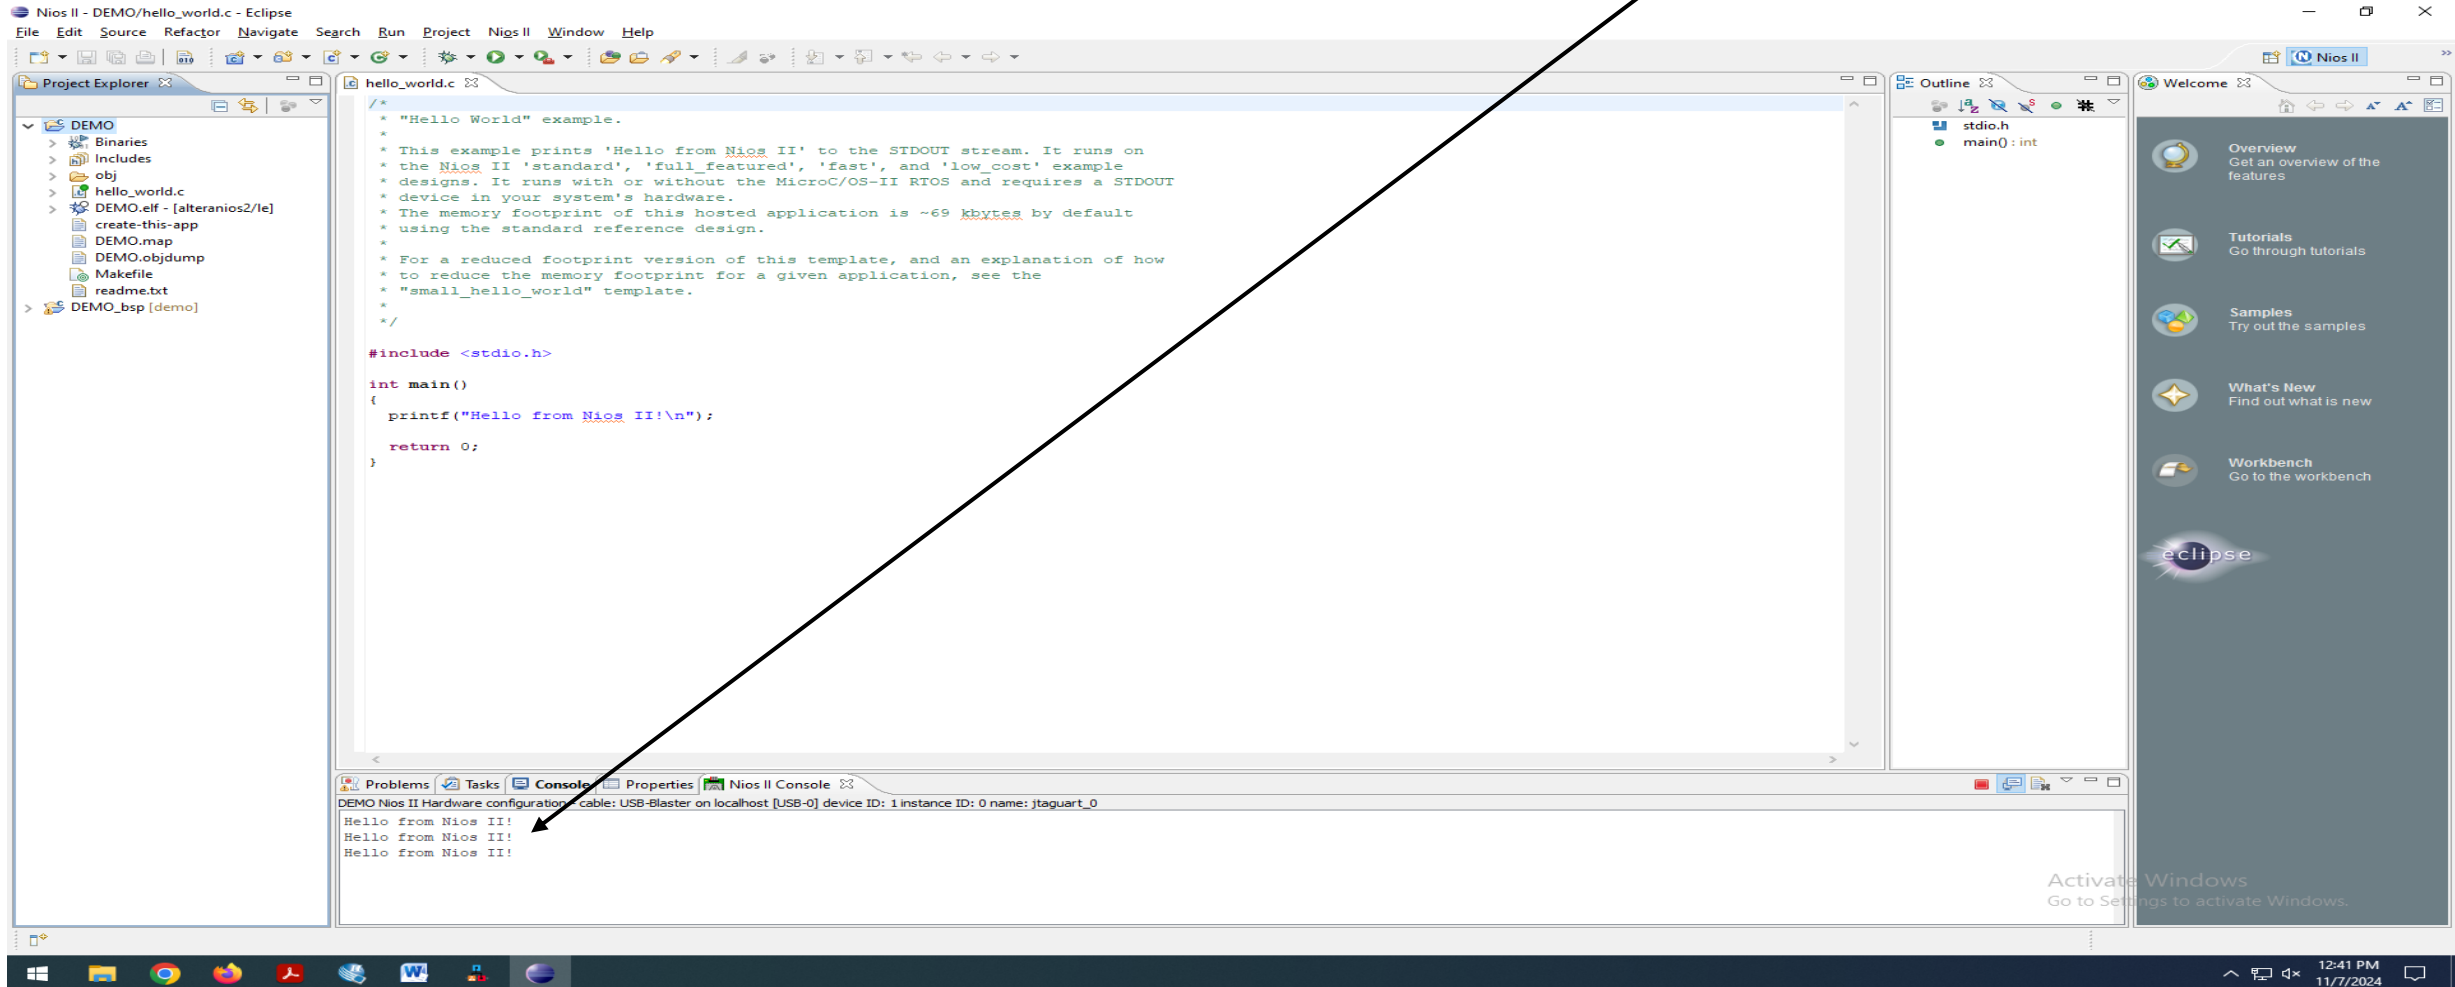 Nios II - DEMO/hello_world.c - Eclipse
File Edit Source Refactor Navigate Search Run Project Nios II Window Help
Nios II
Project Explorer
DEMO
Binaries
Includes
obj
hello_world.c
DEMO.elf - [alteranios2/le]
create-this-app
DEMO.map
DEMO.objdump
Makefile
readme.txt
DEMO_bsp [demo]
hello_world.c
/*
 * "Hello World" example.
 *
 * This example prints 'Hello from Nios II' to the STDOUT stream. It runs on
 * the Nios II 'standard', 'full_featured', 'fast', and 'low_cost' example
 * designs. It runs with or without the MicroC/OS-II RTOS and requires a STDOUT
 * device in your system's hardware.
 * The memory footprint of this hosted application is ~69 kbytes by default
 * using the standard reference design.
 *
 * For a reduced footprint version of this template, and an explanation of how
 * to reduce the memory footprint for a given application, see the
 * "small_hello_world" template.
 *
 */
#include <stdio.h>
int main()
{
  printf("Hello from Nios II!\n");
  return 0;
}
Outline
stdio.h
main() : int
Welcome
Overview
Get an overview of the
features
Tutorials
Go through tutorials
Samples
Try out the samples
What's New
Find out what is new
Workbench
Go to the workbench
eclipse
Problems Tasks Console Properties Nios II Console
DEMO Nios II Hardware configuration - cable: USB-Blaster on localhost [USB-0] device ID: 1 instance ID: 0 name: jtaguart_0
Hello from Nios II!
Hello from Nios II!
Hello from Nios II!
Activate Windows
Go to Settings to activate Windows.
12:41 PM
11/7/2024